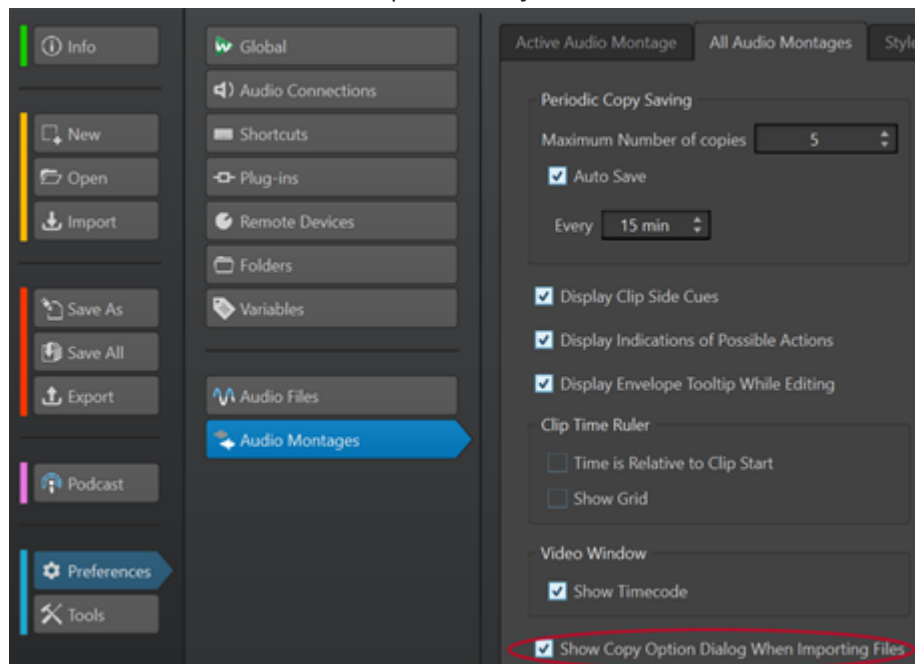 Info
New
Open
Import
Save As
Save All
Export
Podcast
Preferences
Tools
Global
Audio Connections
Shortcuts
Plug-ins
Remote Devices
Folders
Variables
Audio Files
Audio Montages
Active Audio Montage All Audio Montages Style
Periodic Copy Saving
Maximum Number of copies 5
Auto Save
Every 15 min
Display Clip Side Cues
Display Indications of Possible Actions
Display Envelope Tooltip While Editing
Clip Time Ruler
Time is Relative to Clip Start
Show Grid
Video Window
Show Timecode
Show Copy Option Dialog When Importing Files